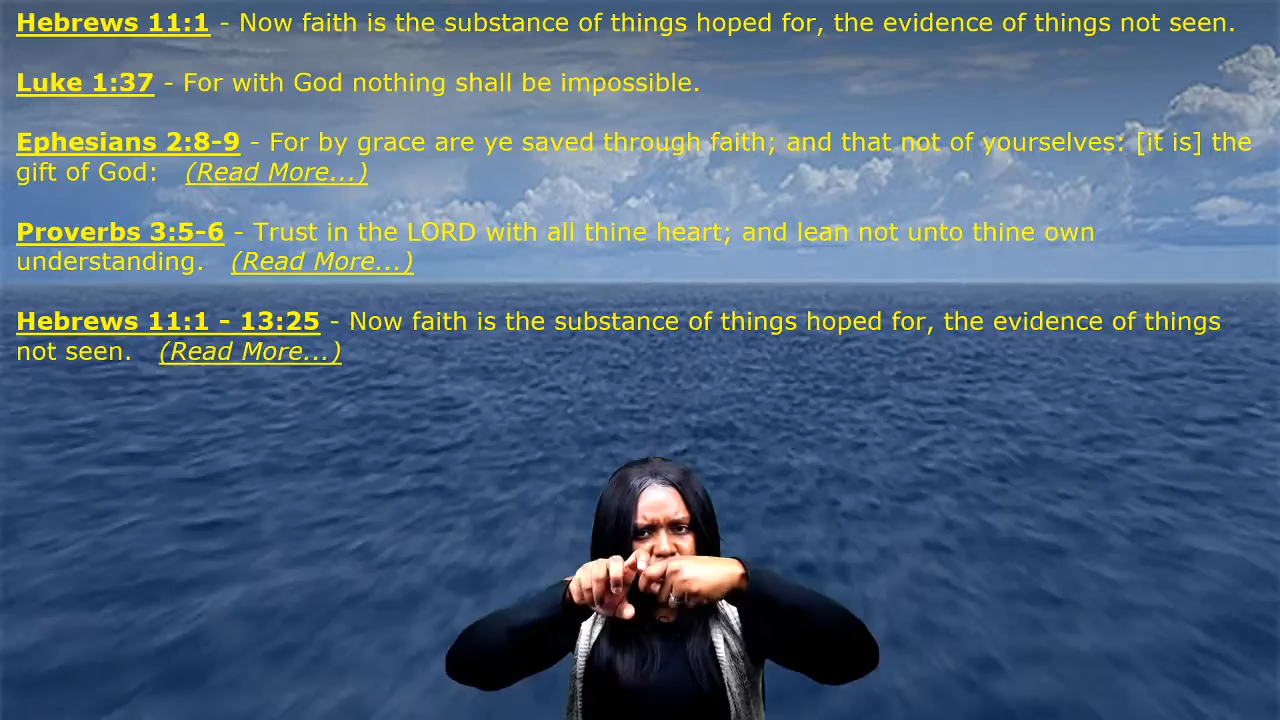 Hebrews 11:1 - Now faith is the substance of things hoped for, the evidence of things not seen.
Luke 1:37 - For with God nothing shall be impossible.
Ephesians 2:8-9 - For by grace are ye saved through faith; and that not of yourselves: [it is] the
gift of God: (Read More...)
Proverbs 3:5-6 - Trust in the LORD with all thine heart; and lean not unto thine own
understanding. (Read More...)
Hebrews 11:1 - 13:25 - Now faith is the substance of things hoped for, the evidence of things
not seen. (Read More...)